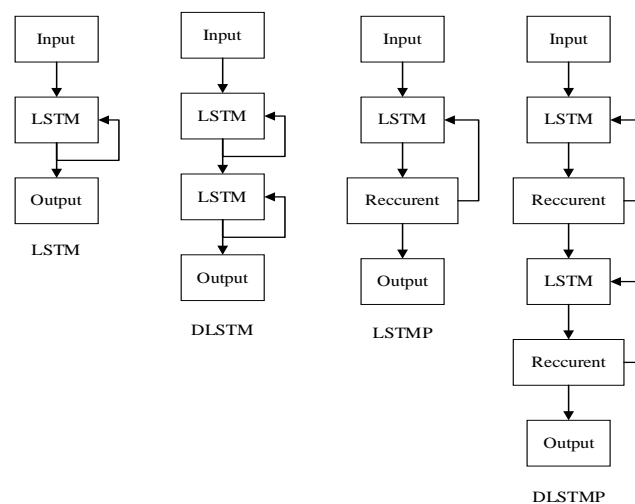 Input
LSTM
Output
LSTM
Input
LSTM
LSTM
Output
DLSTM
Input
LSTM
Reccurent
Output
LSTMP
Input
LSTM
Reccurent
LSTM
Reccurent
Output
DLSTMP